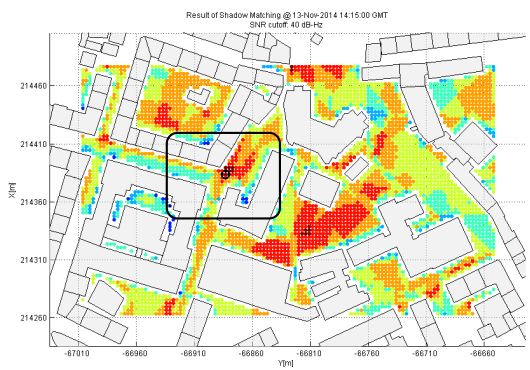 Result of Shadow Matching @ 13-Nov-2014 14:15:00 GMT
SNR cutoff: 40 dB-Hz
214460
214410
214360
214310
214260
X[m]
-67010 -66960 -66910 -66860 -66810 -66760 -66710 -66660
Y[m]